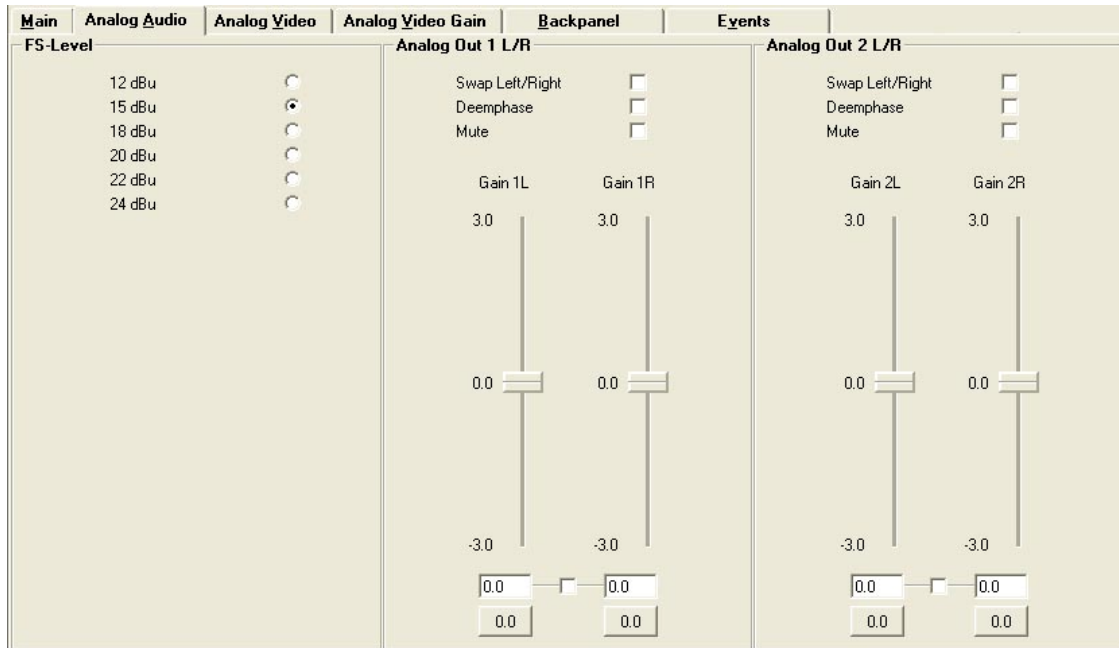 Main Analog Audio Analog Video Analog Video Gain Backpanel Events
FS-Level
12 dBu
15 dBu
18 dBu
20 dBu
22 dBu
24 dBu
Analog Out 1 L/R
Swap Left/Right
Deemphase
Mute
Gain 1L Gain 1R
3.0 3.0
0.0 0.0
-3.0 -3.0
0.0 0.0
0.0 0.0
Analog Out 2 L/R
Swap Left/Right
Deemphase
Mute
Gain 2L Gain 2R
3.0 3.0
0.0 0.0
-3.0 -3.0
0.0 0.0
0.0 0.0